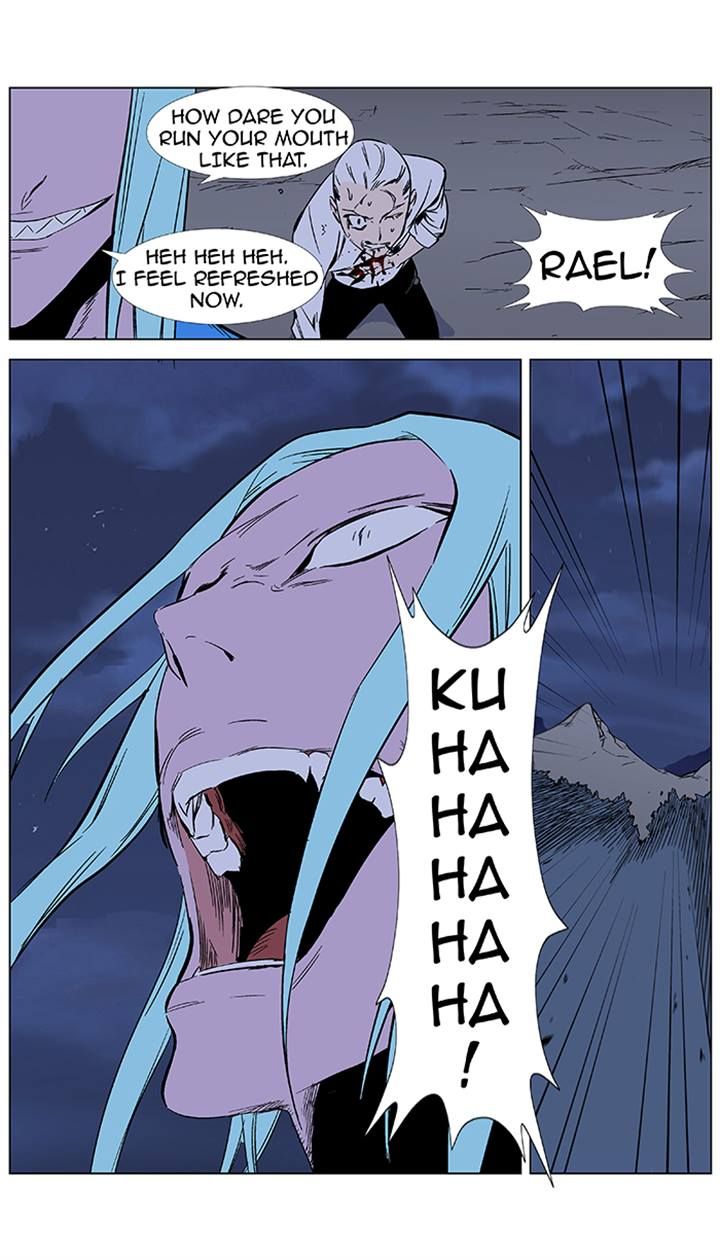 HOW DARE YOU
RUN YOUR MOUTH
LIKE THAT.
HEH HEH HEH.
I FEEL REFRESHED
NOW.
RAEL!
KU
HA
HA
HA
HA
HA
!